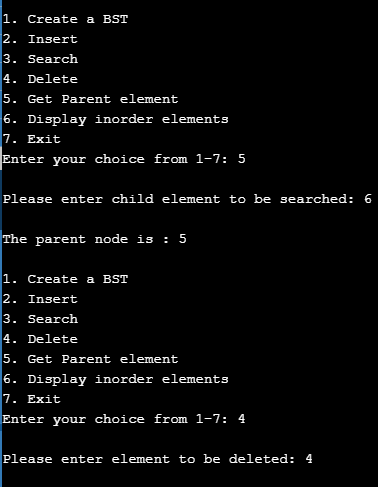 1. Create a BST
2. Insert
3. Search
4. Delete
5. Get Parent element
6. Display inorder elements
7. Exit
Enter your choice from 1-7: 5
Please enter child element to be searched: 6
The parent node is : 5
1. Create a BST
2. Insert
3. Search
4. Delete
5. Get Parent element
6. Display inorder elements
7. Exit
Enter your choice from 1-7: 4
Please enter element to be deleted: 4